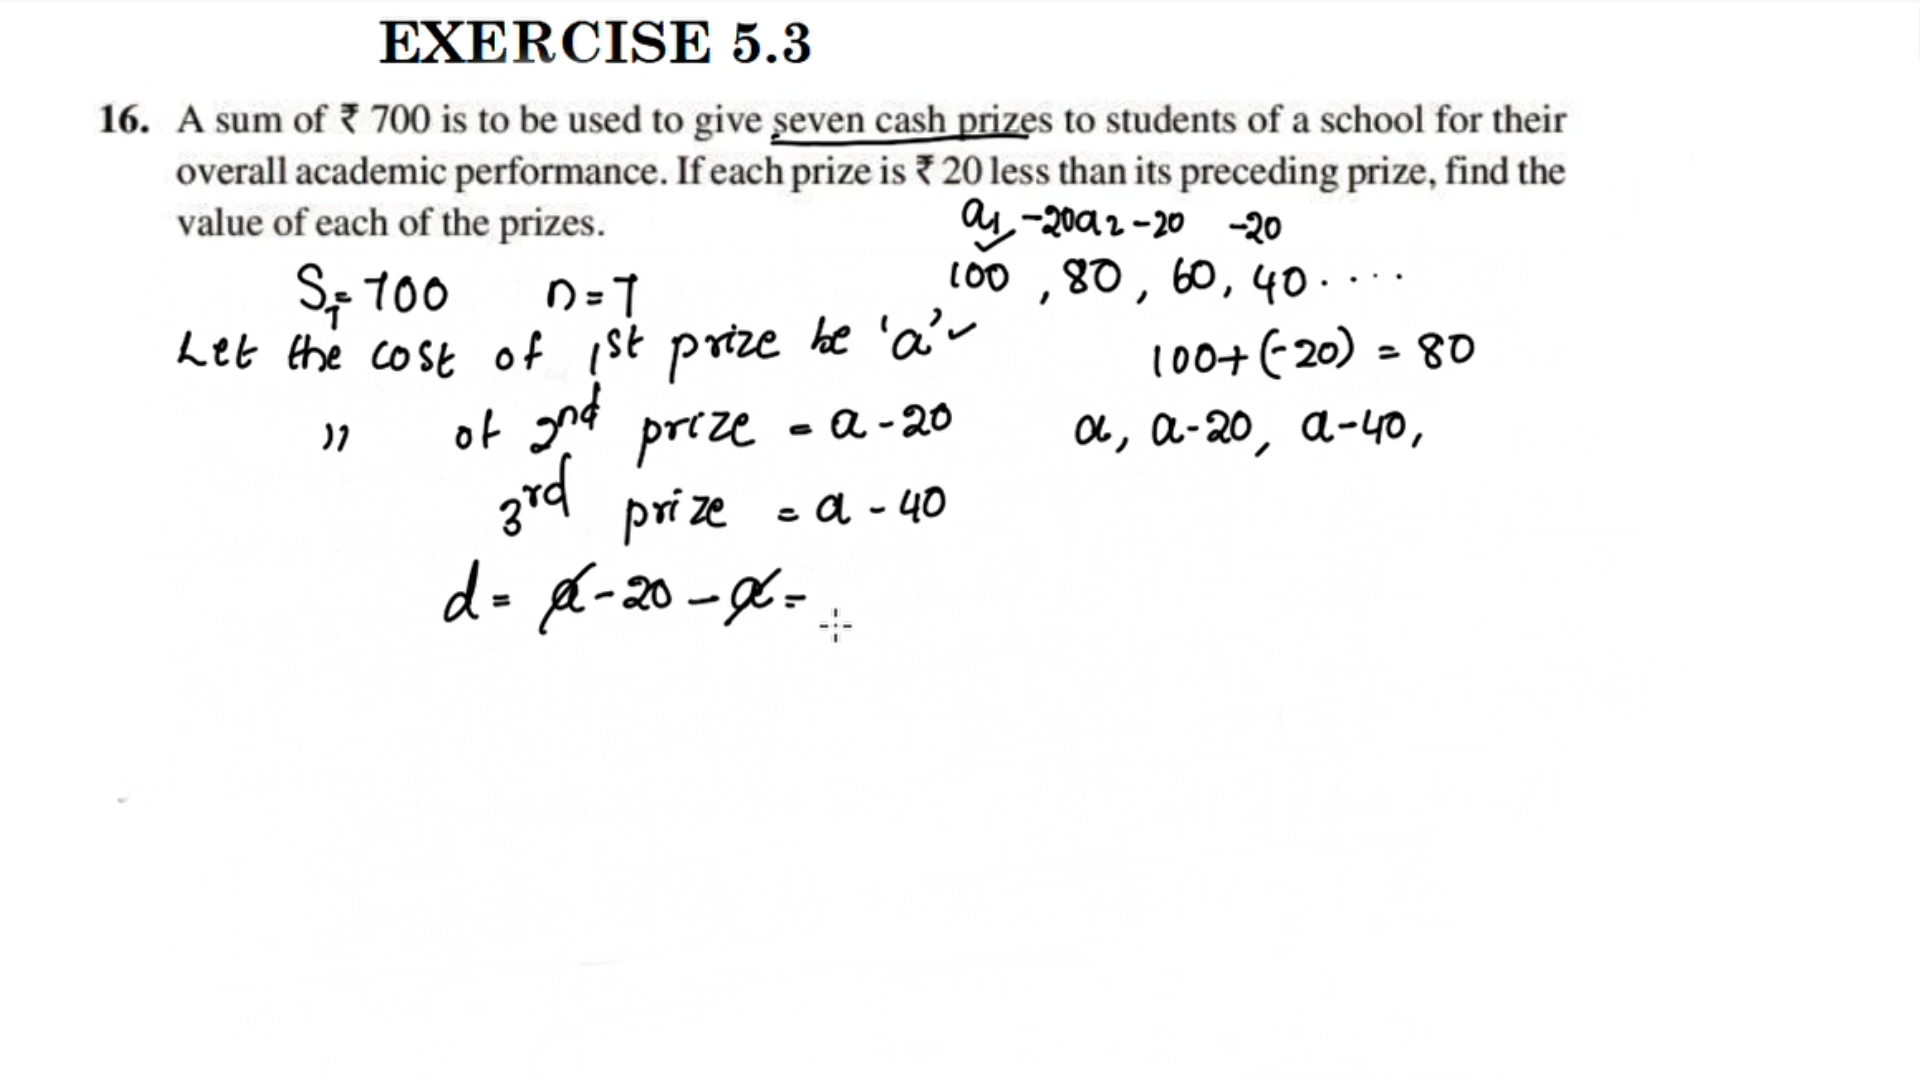 EXERCISE 5.3
16. A sum of ₹ 700 is to be used to give seven cash prizes to students of a school for their
overall academic performance. If each prize is ₹ 20 less than its preceding prize, find the
value of each of the prizes.
a1 -20 a2 -20 -20
100, 80, 60, 40 . . . .
S7 = 700 n = 7
Let the cost of 1st prize be 'a'
100+(-20) = 80
" of 2nd prize = a - 20
a, a-20, a-40,
3rd prize = a - 40
d = a - 20 - a =